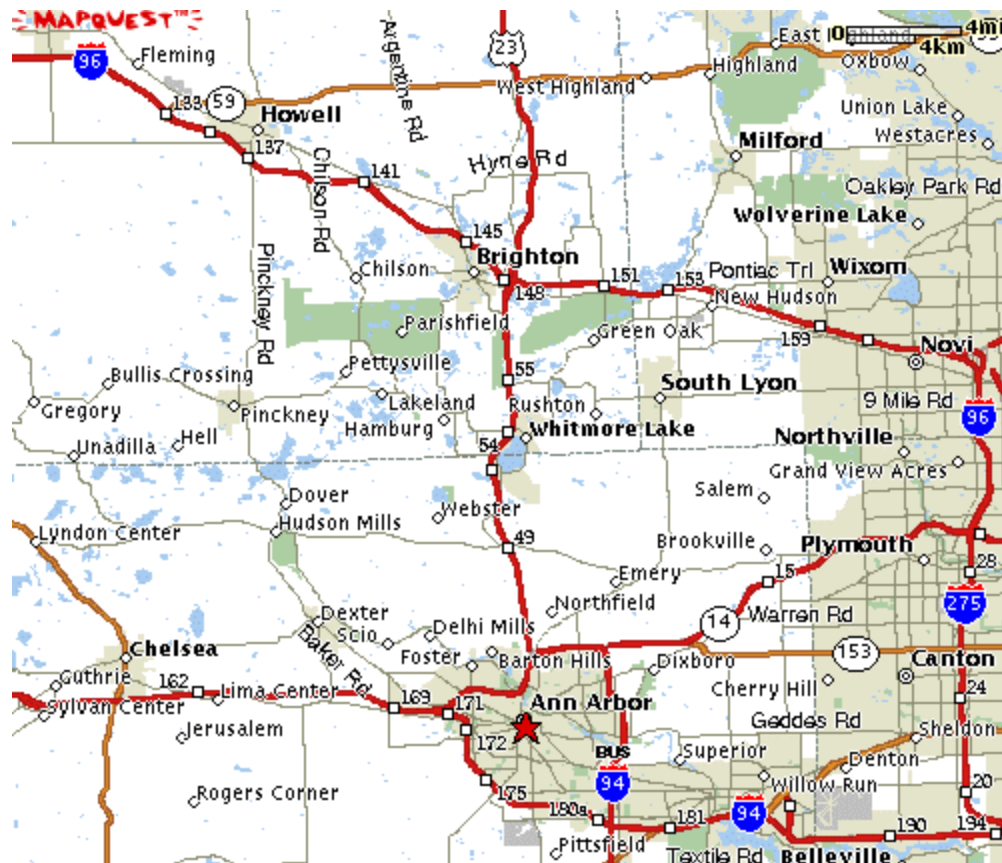 MAPQUEST™
23
East Highland
0
4mi
4km
Fleming
96
Argentine Rd
West Highland
Highland
Oxbow
133
59
Howell
Union Lake
Westacres
137
Milford
Chilson Rd
141
Hyne Rd
Oakley Park Rd
Wolverine Lake
145
Pinckney Rd
Brighton
Chilson
148
151
153
Pontiac Trl
Wixom
New Hudson
Parishfield
Green Oak
159
Novi
Pettysville
Bullis Crossing
55
South Lyon
Gregory
Pinckney
Lakeland
Rushton
9 Mile Rd
96
Hamburg
Whitmore Lake
Northville
Unadilla
Hell
54
Grand View Acres
Dover
Webster
Salem
Hudson Mills
Lyndon Center
49
Brookville
Plymouth
Emery
15
28
Dexter
Northfield
275
Scio
Delhi Mills
14
Warren Rd
Baker Rd
Chelsea
Foster
Barton Hills
Dixboro
153
Canton
Guthrie
162
Lima Center
169
Cherry Hill
24
Sylvan Center
171
Ann Arbor
Geddes Rd
Jerusalem
172
Sheldon
BUS
94
Superior
Denton
Rogers Corner
175
Willow Run
20
180a
94
181
190
194
Pittsfield
Textile Rd
Belleville